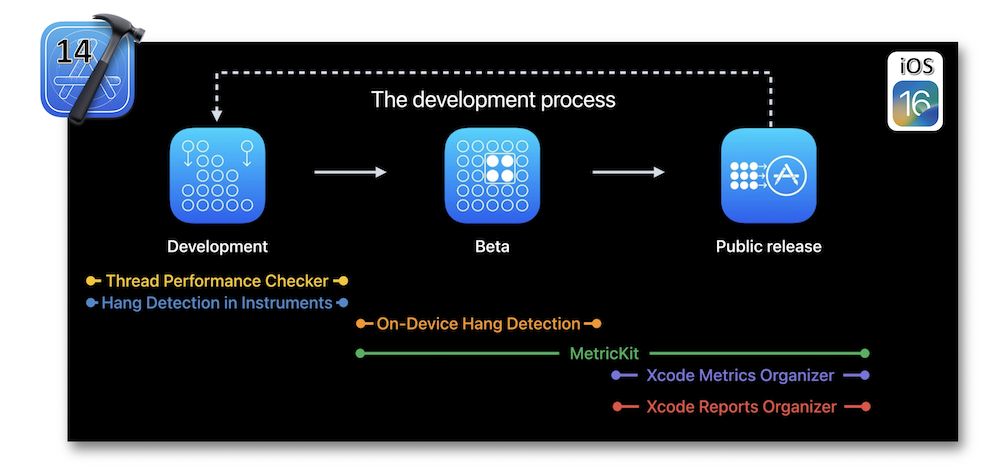 14
iOS
16
The development process
Development
Beta
Public release
Thread Performance Checker
Hang Detection in Instruments
On-Device Hang Detection
MetricKit
Xcode Metrics Organizer
Xcode Reports Organizer